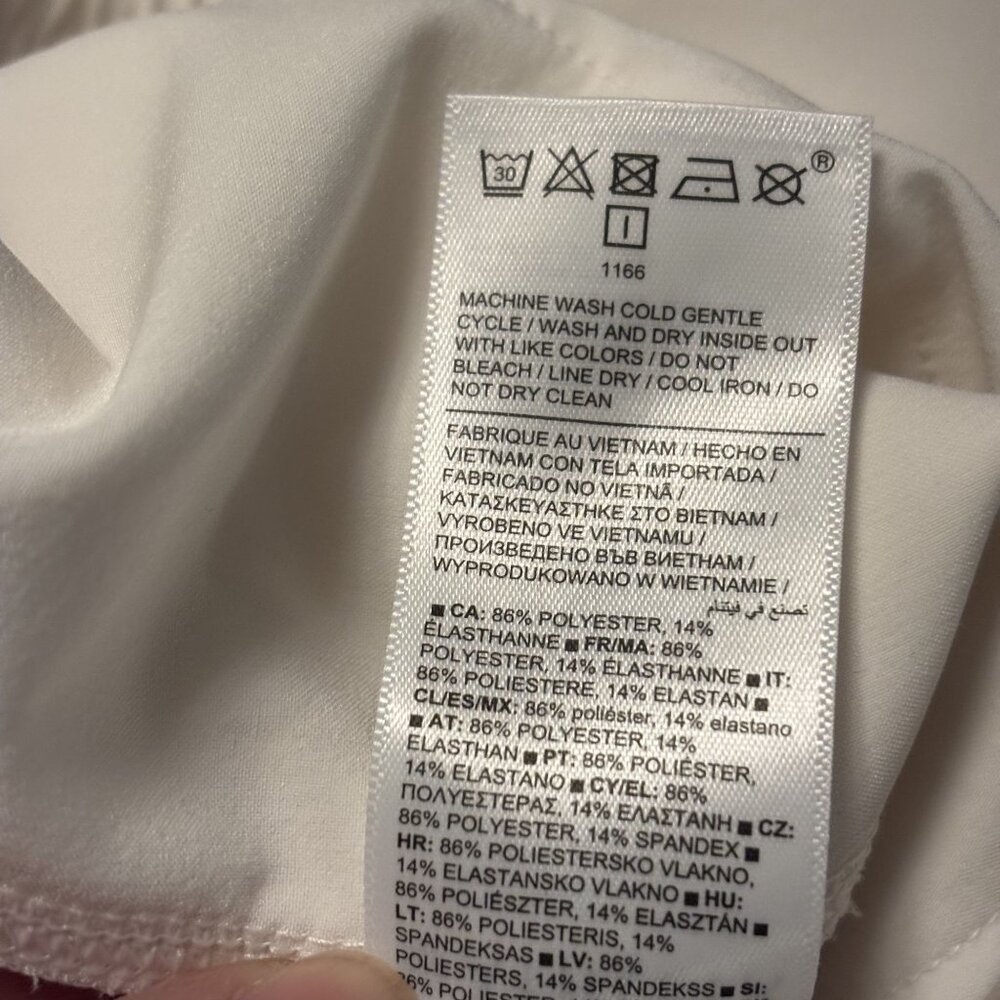 30
®
1166
MACHINE WASH COLD GENTLE
CYCLE / WASH AND DRY INSIDE OUT
WITH LIKE COLORS / DO NOT
BLEACH / LINE DRY / COOL IRON / DO
NOT DRY CLEAN
FABRIQUE AU VIETNAM / HECHO EN
VIETNAM CON TELA IMPORTADA /
FABRICADO NO VIETNÃ /
ΚΑΤΑΣΚΕΥΑΣΤΗΚΕ ΣΤΟ ΒΙΕΤΝΑΜ /
VYROBENO VE VIETNAMU /
ПРОИЗВЕДЕНО ВЪВ ВИЕТНАМ /
WYPRODUKOWANO W WIETNAMIE /
تصنع في فيتنام
■ CA: 86% POLYESTER, 14%
ÉLASTHANNE ■ FR/MA: 86%
POLYESTER, 14% ÉLASTHANNE ■ IT:
86% POLIESTERE, 14% ELASTAN ■
CL/ES/MX: 86% poliéster, 14% elastano
■ AT: 86% POLYESTER, 14%
ELASTHAN ■ PT: 86% POLIÉSTER,
14% ELASTANO ■ CY/EL: 86%
ΠΟΛΥΕΣΤΕΡΑΣ, 14% ΕΛΑΣΤΑΝΗ ■ CZ:
86% POLYESTER, 14% SPANDEX ■
HR: 86% POLIESTERSKO VLAKNO,
14% ELASTANSKO VLAKNO ■ HU:
86% POLIÉSZTER, 14% ELASZTÁN ■
LT: 86% POLIESTERIS, 14%
SPANDEKSAS ■ LV: 86%
POLIESTERS, 14% SPANDEKSS ■ SI: